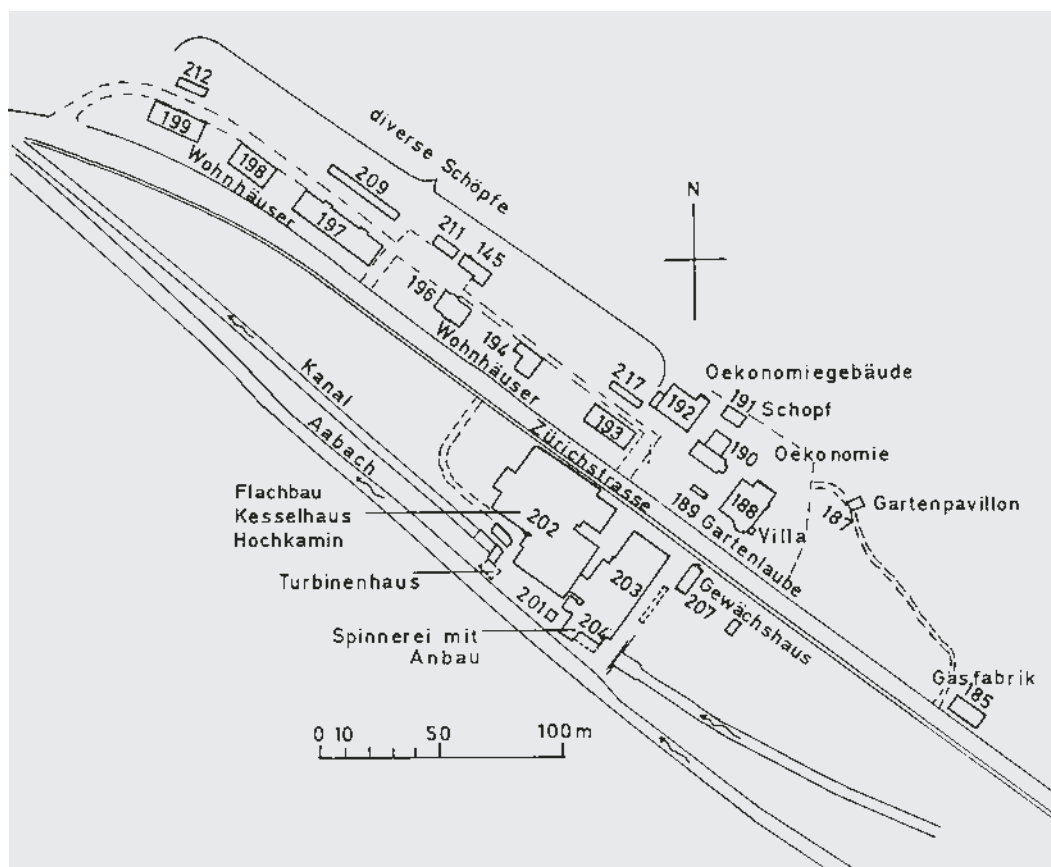 212
199
198
Wohnhäuser
diverse Schöpfe
209
197
211
145
196
194
Wohnhäuser
N
217
Oekonomiegebäude
192
191
Schopf
193
190
Oekonomie
Zürichstrasse
188
189
Gartenlaube
Villa
187
Gartenpavillon
Kanal
Aabach
Flachbau
Kesselhaus
Hochkamin
202
Turbinenhaus
203
201
204
Spinnerei mit
Anbau
Gewächshaus
207
Gasfabrik
185
0 10 50 100m